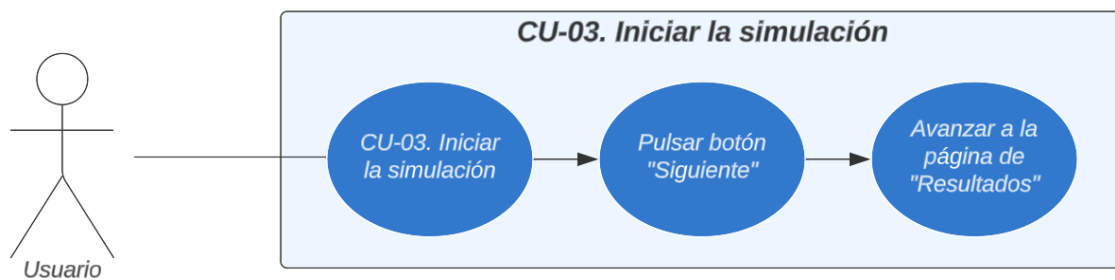 CU-03. Iniciar la simulación
CU-03. Iniciar
la simulación
Pulsar botón
"Siguiente"
Avanzar a la
página de
"Resultados"
Usuario